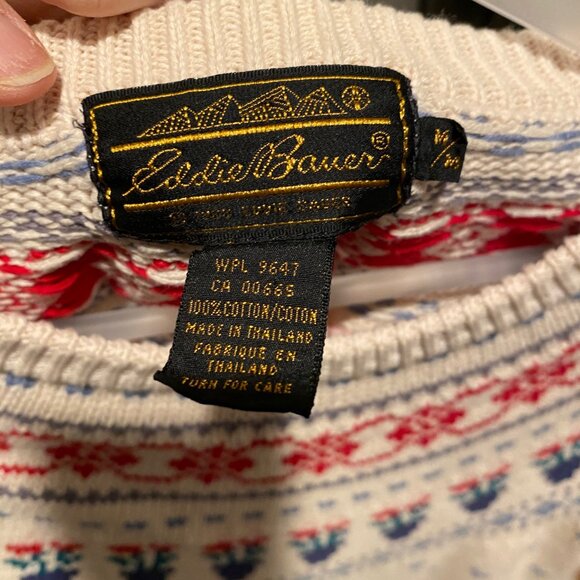 Eddie Bauer®
WPL 9647
CA 00665
100% COTTON/COTON
MADE IN THAILAND
FABRIQUE EN
THAILAND
TURN FOR CARE